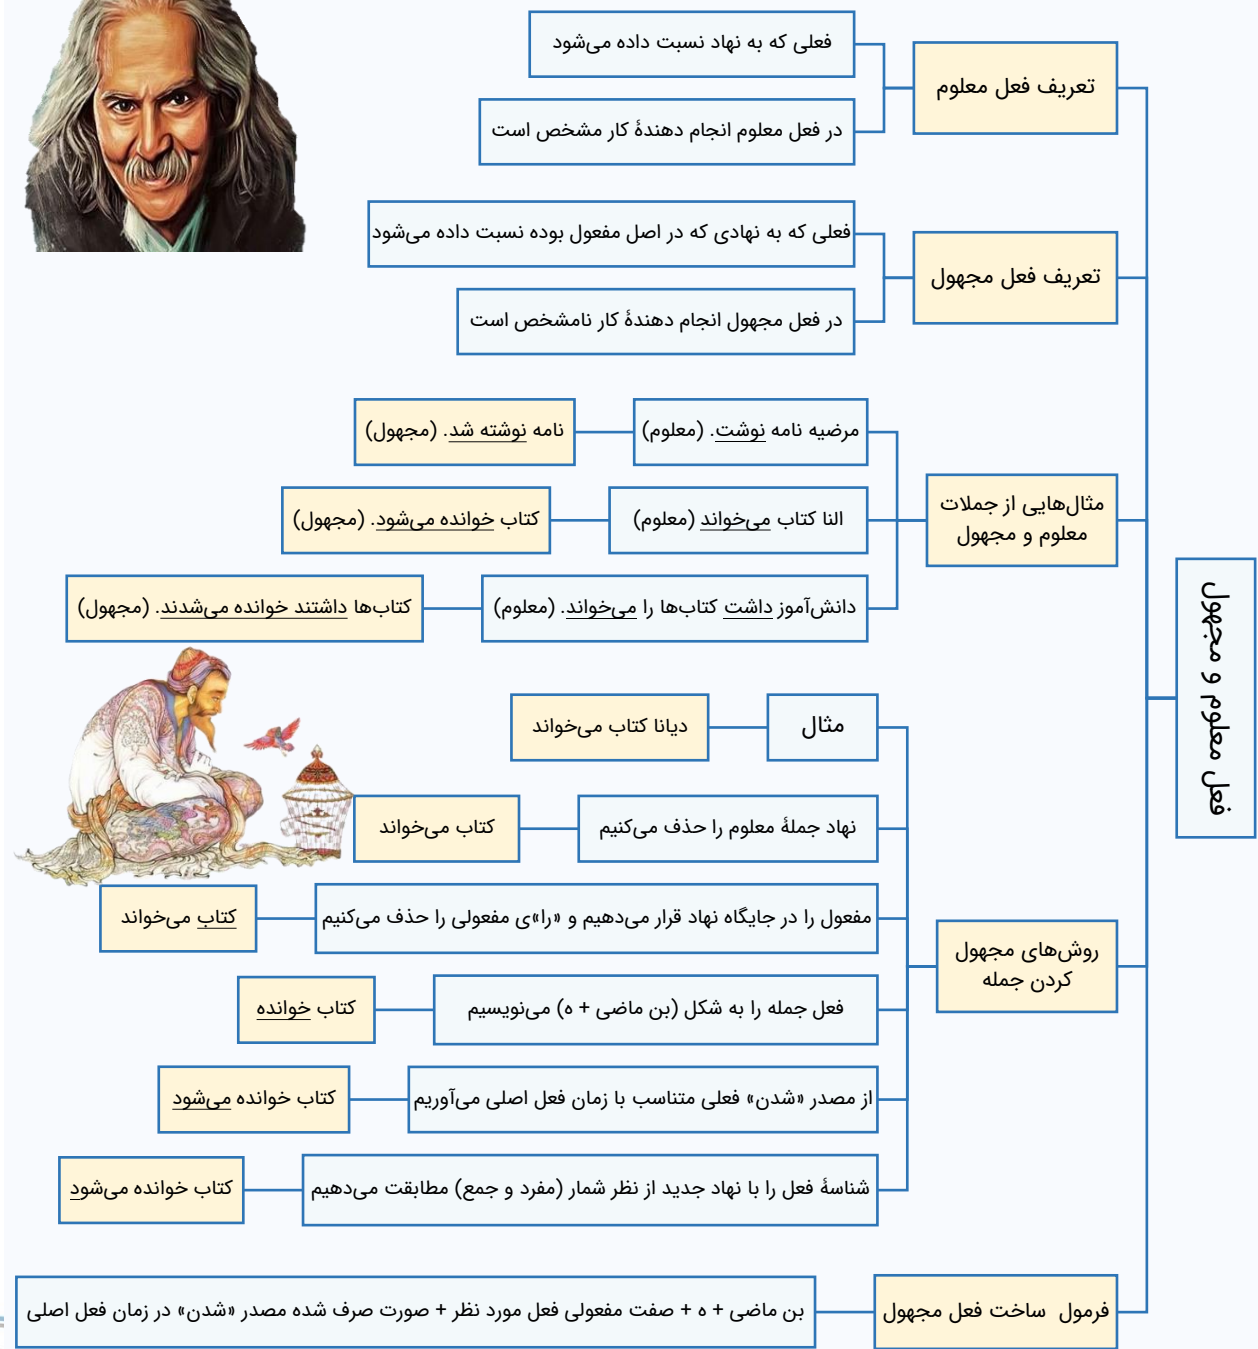 فعل معلوم و مجهول
تعریف فعل معلوم
فعلی که به نهاد نسبت داده می‌شود
در فعل معلوم انجام دهندهٔ کار مشخص است
تعریف فعل مجهول
فعلی که به نهادی که در اصل مفعول بوده نسبت داده می‌شود
در فعل مجهول انجام دهندهٔ کار نامشخص است
مثال‌هایی از جملات
معلوم و مجهول
مرضیه نامه نوشت. (معلوم)
نامه نوشته شد. (مجهول)
النا کتاب می‌خواند (معلوم)
کتاب خوانده می‌شود. (مجهول)
دانش‌آموز داشت کتاب‌ها را می‌خواند. (معلوم)
کتاب‌ها داشتند خوانده می‌شدند. (مجهول)
روش‌های مجهول
کردن جمله
مثال
دیانا کتاب می‌خواند
نهاد جملهٔ معلوم را حذف می‌کنیم
کتاب می‌خواند
مفعول را در جایگاه نهاد قرار می‌دهیم و «را»ی مفعولی را حذف می‌کنیم
کتاب می‌خواند
فعل جمله را به شکل (بن ماضی + ه) می‌نویسیم
کتاب خوانده
از مصدر «شدن» فعلی متناسب با زمان فعل اصلی می‌آوریم
کتاب خوانده می‌شود
شناسهٔ فعل را با نهاد جدید از نظر شمار (مفرد و جمع) مطابقت می‌دهیم
کتاب خوانده می‌شود
فرمول ساخت فعل مجهول
بن ماضی + ه + صفت مفعولی فعل مورد نظر + صورت صرف شده مصدر «شدن» در زمان فعل اصلی